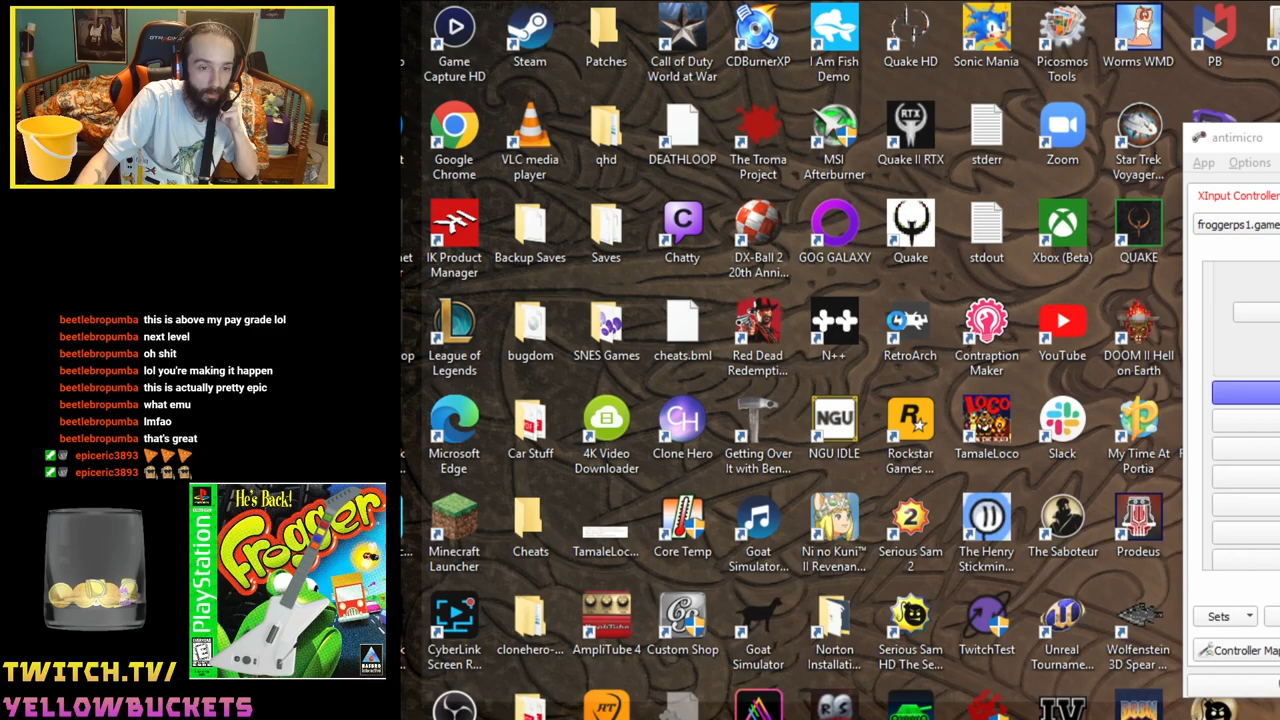 Game Capture HD
Steam
Patches
Call of Duty World at War
CDBurnerXP
I Am Fish Demo
Quake HD
Sonic Mania
Picosmos Tools
Worms WMD
PB
Google Chrome
VLC media player
qhd
DEATHLOOP
The Troma Project
MSI Afterburner
Quake II RTX
stderr
Zoom
Star Trek Voyager...
antimicro
App Options
XInput Controller
froggerps1.game
IK Product Manager
Backup Saves
Saves
Chatty
DX-Ball 2 20th Anni...
GOG GALAXY
Quake
stdout
Xbox (Beta)
QUAKE
beetlebropumba this is above my pay grade lol
beetlebropumba next level
beetlebropumba oh shit
beetlebropumba lol you're making it happen
beetlebropumba this is actually pretty epic
beetlebropumba what emu
beetlebropumba lmfao
beetlebropumba that's great
epiceric3893
epiceric3893
League of Legends
bugdom
SNES Games
cheats.bml
Red Dead Redempti...
N++
RetroArch
Contraption Maker
YouTube
DOOM II Hell on Earth
Microsoft Edge
Car Stuff
4K Video Downloader
Clone Hero
Getting Over It with Ben...
NGU
NGU IDLE
Rockstar Games ...
LOCO
TamaleLoco
Slack
My Time At Portia
Minecraft Launcher
Cheats
TamaleLoc...
Core Temp
Goat Simulator...
Ni no Kuni™ II Revenan...
Serious Sam 2
The Henry Stickmin...
The Saboteur
Prodeus
Sets
CyberLink Screen R...
clonehero-...
AmpliTube 4
Custom Shop
Goat Simulator
Norton Installati...
Serious Sam HD The Se...
TwitchTest
Unreal Tourname...
Wolfenstein 3D Spear ...
Controller Map
PlayStation
He's Back!
Frogger
HASBRO Interactive
TWITCH.TV/
YELLOWBUCKETS